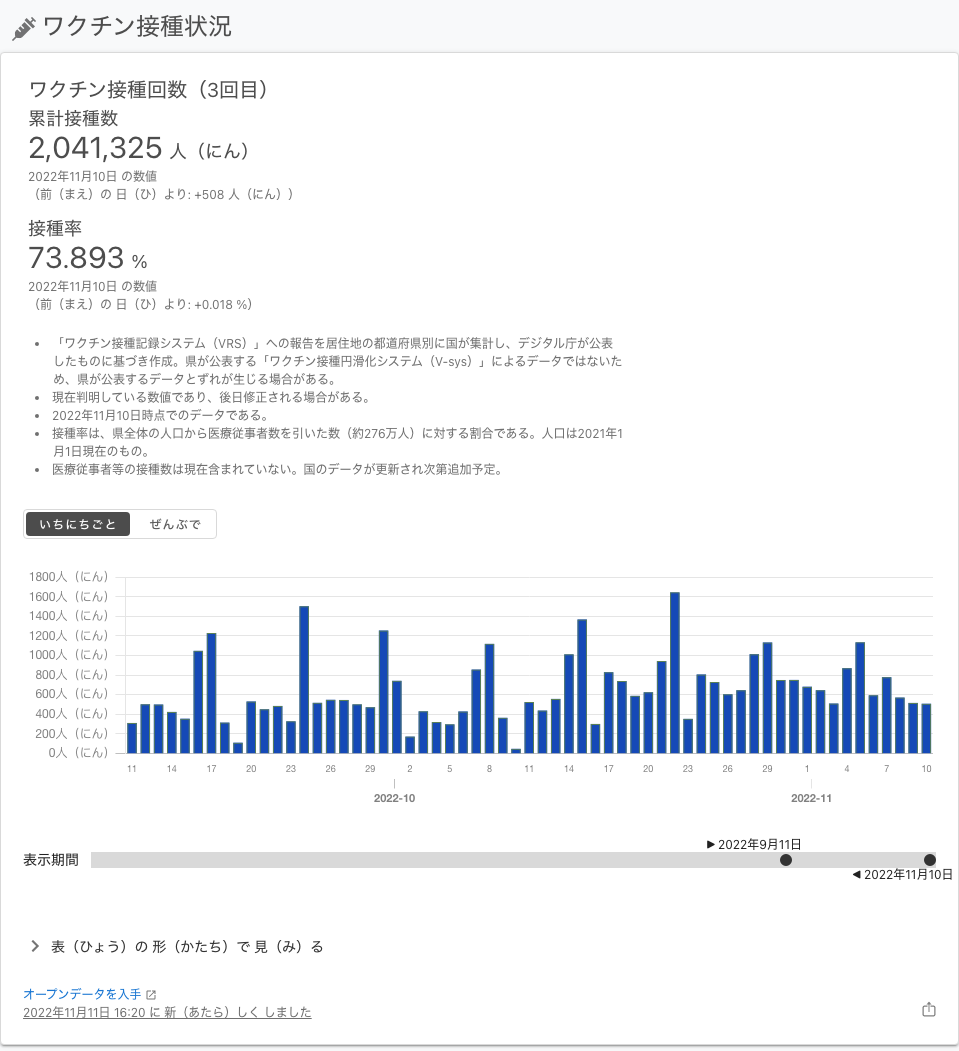 ワクチン接種状況
ワクチン接種回数（3回目）
累計接種数
2,041,325 人（にん）
2022年11月10日 の数値
（前（まえ）の 日（ひ）より: +508 人（にん））
接種率
73.893 %
2022年11月10日 の数値
（前（まえ）の 日（ひ）より: +0.018 %）
• 「ワクチン接種記録システム（VRS）」への報告を居住地の都道府県別に国が集計し、デジタル庁が公表
したものに基づき作成。県が公表する「ワクチン接種円滑化システム（V-sys）」によるデータではないた
め、県が公表するデータとずれが生じる場合がある。
• 現在判明している数値であり、後日修正される場合がある。
• 2022年11月10日時点でのデータである。
• 接種率は、県全体の人口から医療従事者数を引いた数（約276万人）に対する割合である。人口は2021年1
月1日現在のもの。
• 医療従事者等の接種数は現在含まれていない。国のデータが更新され次第追加予定。
いちにちごと ぜんぶで
1800人（にん）
1600人（にん）
1400人（にん）
1200人（にん）
1000人（にん）
800人（にん）
600人（にん）
400人（にん）
200人（にん）
0人（にん）
11 14 17 20 23 26 29 2 5 8 11 14 17 20 23 26 29 1 4 7 10
2022-10 2022-11
▶ 2022年9月11日
表示期間
◀ 2022年11月10日
表（ひょう）の 形（かたち）で 見（み）る
オープンデータを入手
2022年11月11日 16:20 に 新（あたら）しく しました